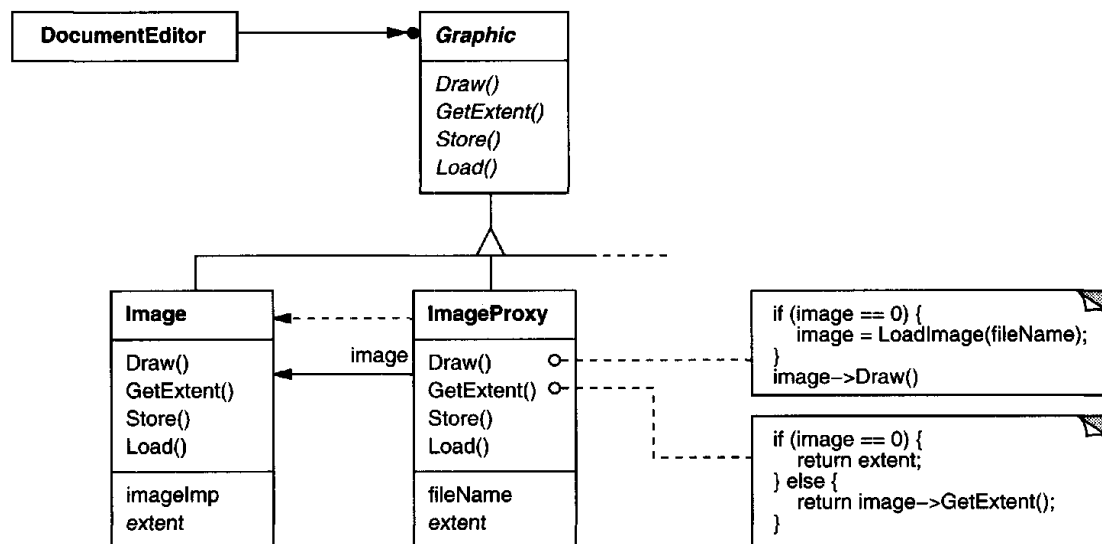 DocumentEditor
Graphic
Draw()
GetExtent()
Store()
Load()
Image
Draw()
GetExtent()
Store()
Load()
imageImp
extent
image
ImageProxy
Draw()
GetExtent()
Store()
Load()
fileName
extent
if (image == 0) {
image = LoadImage(fileName);
}
image->Draw()
if (image == 0) {
return extent;
} else {
return image->GetExtent();
}